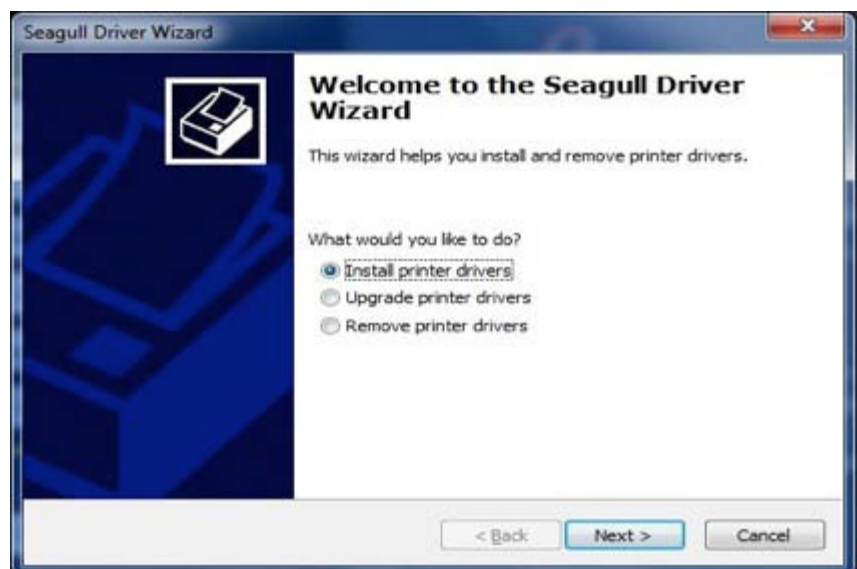 Seagull Driver Wizard
Welcome to the Seagull Driver
Wizard
This wizard helps you install and remove printer drivers.
What would you like to do?
Install printer drivers
Upgrade printer drivers
Remove printer drivers
< Back
Next >
Cancel